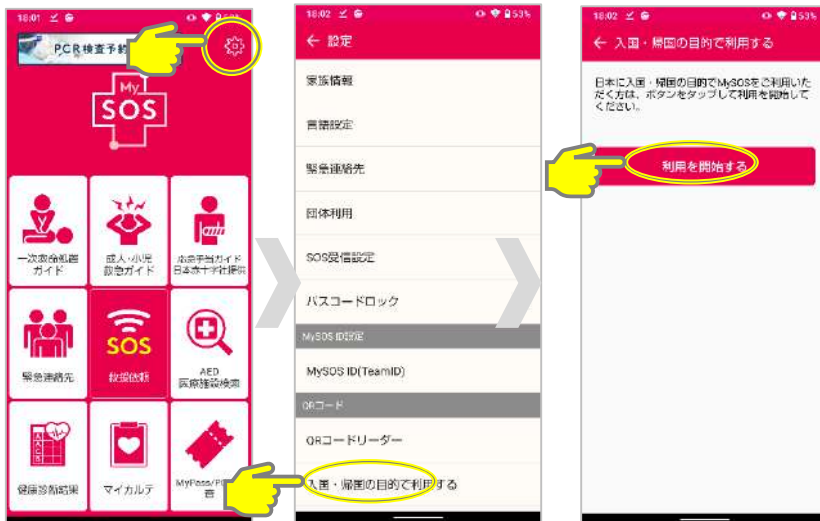 18:01
PCR検査予約
My
SOS
一次救命処置
ガイド
成人・小児
救急ガイド
応急手当ガイド
日本赤十字社提供
緊急連絡先
SOS
救援依頼
AED
医療施設検索
健康診断結果
マイカルテ
MyPass/
音
18:02
53%
← 設定
家族情報
言語設定
緊急連絡先
団体利用
SOS受信設定
パスコードロック
MySOS ID設定
MySOS ID(TeamID)
QRコード
QRコードリーダー
入国・帰国の目的で利用する
18:02
53%
← 入国・帰国の目的で利用する
日本に入国・帰国の目的でMySOSをご利用いた
だく方は、ボタンをタップして利用を開始して
ください。
利用を開始する